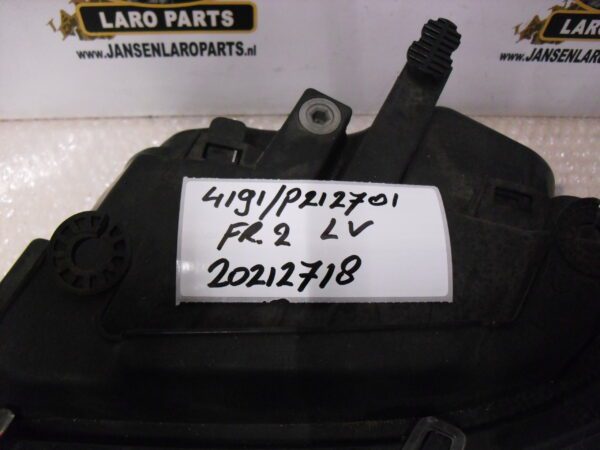 LARO PARTS
WWW.JANSENLAROPARTS.nl
LARO
WWW.JANSENLAROPARTS.
4191/P212701
FR.2 LV
20212718